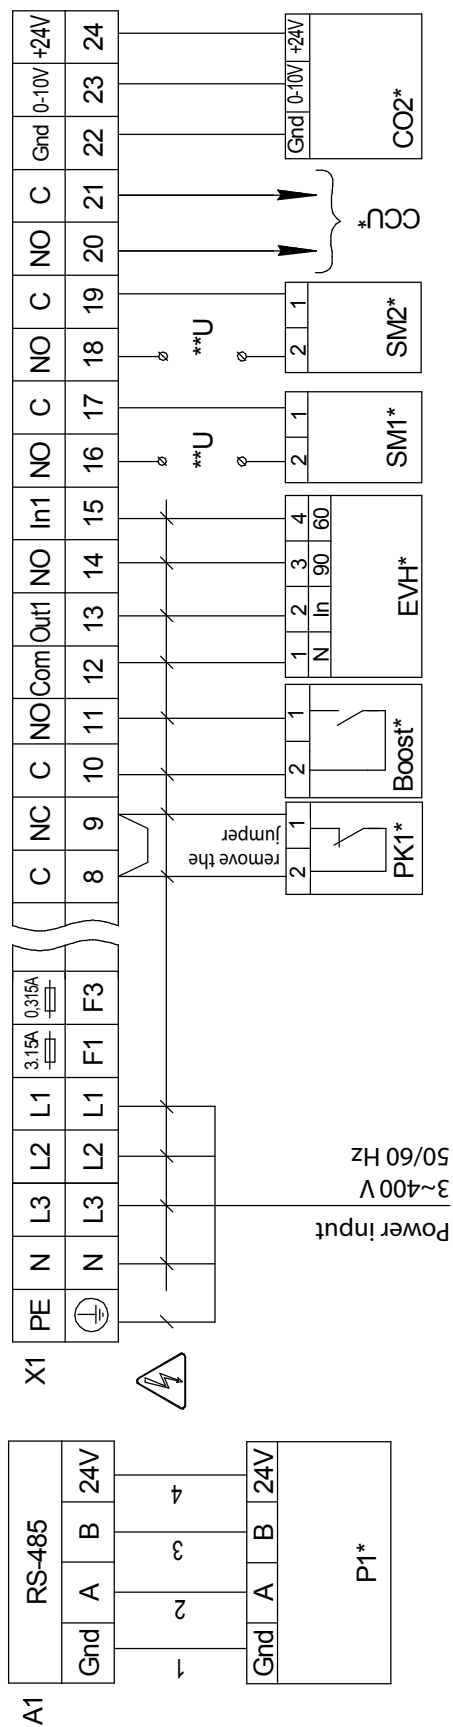 A1
RS-485
Gnd A B 24V
1 2 3 4
Gnd A B 24V
P1*
X1
PE N L3 L2 L1 3.15A 0,315A C NC C NO Com Out1 NO In1 NO C NO C NO C Gnd 0-10V +24V
N L3 L2 L1 F1 F3 8 9 10 11 12 13 14 15 16 17 18 19 20 21 22 23 24
Power input
3~400 V
50/60 Hz
remove the
jumper
2 1
PK1*
2 1
Boost*
1 2 3 4
N In 90 60
EVH*
U**
2 1
SM1*
U**
2 1
SM2*
CCU*
Gnd 0-10V +24V
CO2*